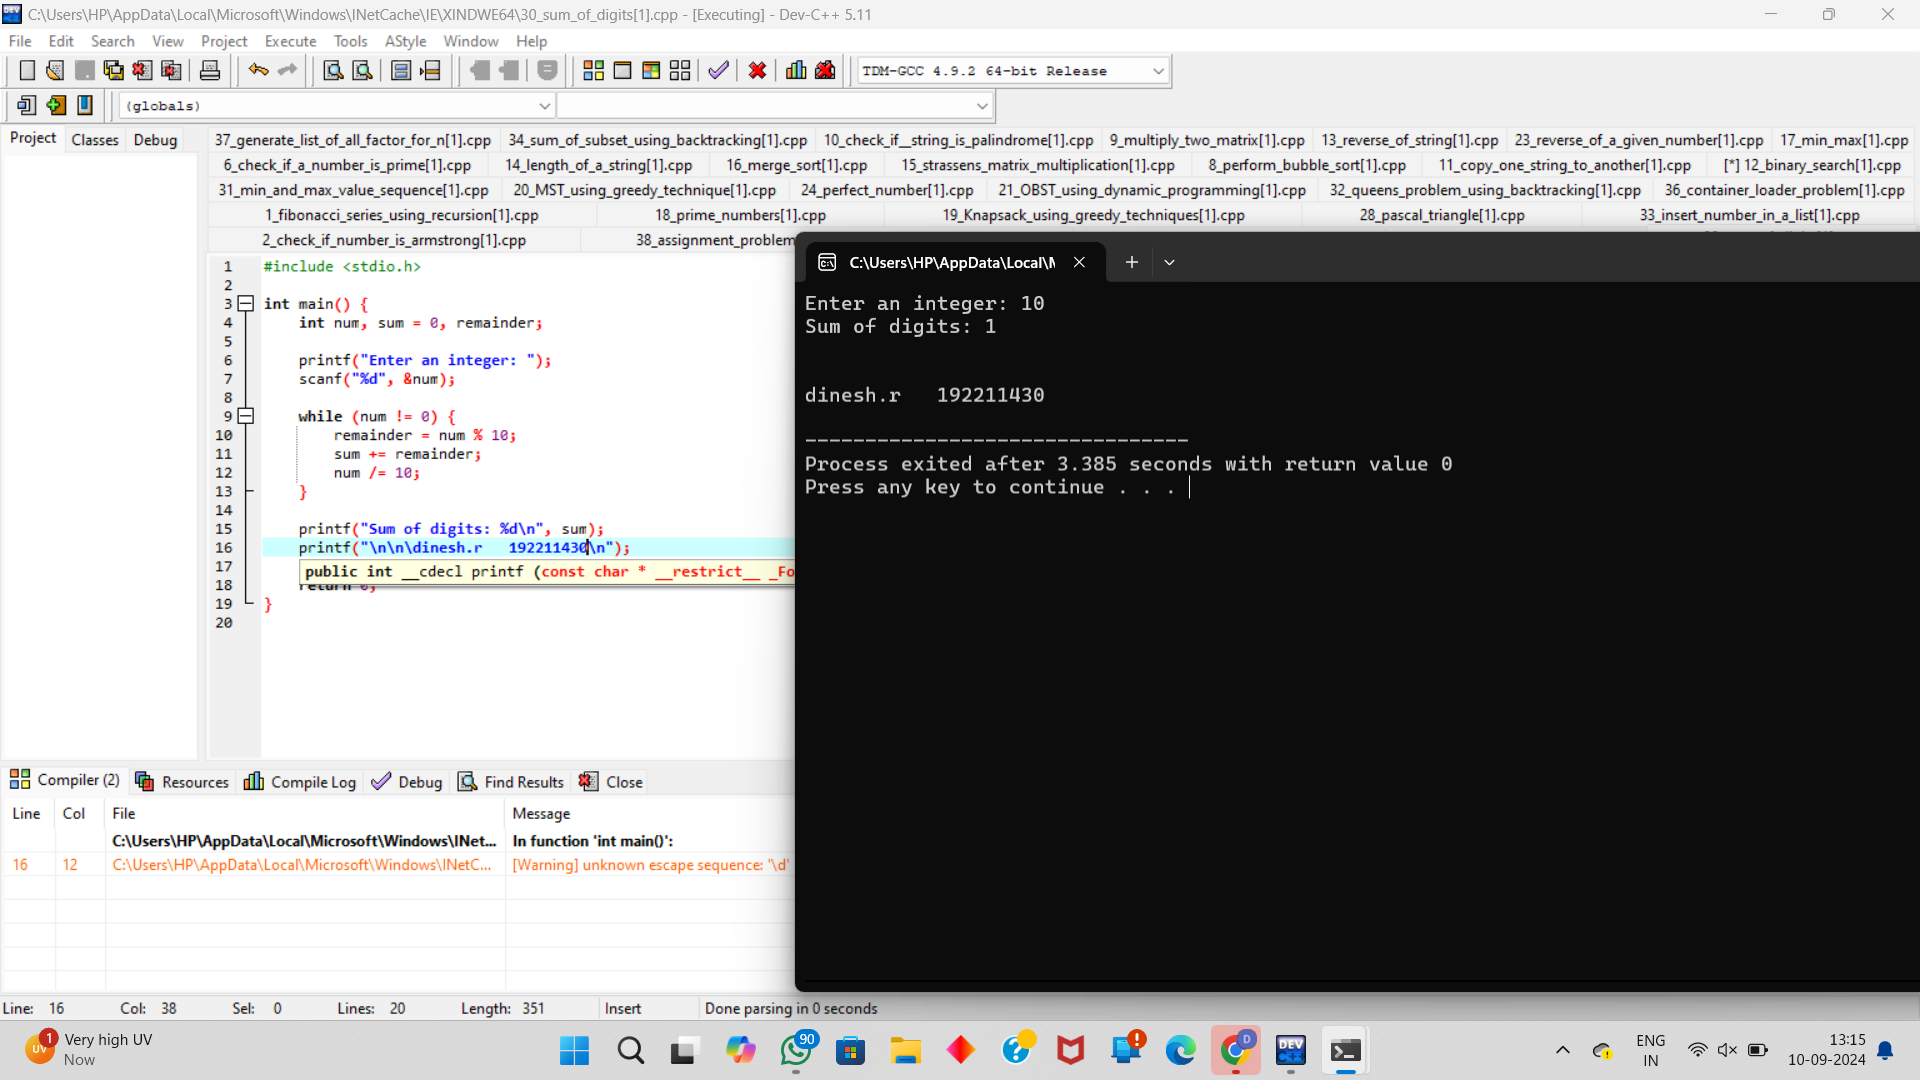 C:\Users\HP\AppData\Local\Microsoft\Windows\INetCache\IE\XINDWE64\30_sum_of_digits[1].cpp - [Executing] - Dev-C++ 5.11
File Edit Search View Project Execute Tools AStyle Window Help
TDM-GCC 4.9.2 64-bit Release
(globals)
Project Classes Debug
37_generate_list_of_all_factor_for_n[1].cpp 34_sum_of_subset_using_backtracking[1].cpp 10_check_if__string_is_palindrome[1].cpp 9_multiply_two_matrix[1].cpp 13_reverse_of_string[1].cpp 23_reverse_of_a_given_number[1].cpp 17_min_max[1].cpp
6_check_if_a_number_is_prime[1].cpp 14_length_of_a_string[1].cpp 16_merge_sort[1].cpp 15_strassens_matrix_multiplication[1].cpp 8_perform_bubble_sort[1].cpp 11_copy_one_string_to_another[1].cpp [*] 12_binary_search[1].cpp
31_min_and_max_value_sequence[1].cpp 20_MST_using_greedy_technique[1].cpp 24_perfect_number[1].cpp 21_OBST_using_dynamic_programming[1].cpp 32_queens_problem_using_backtracking[1].cpp 36_container_loader_problem[1].cpp
1_fibonacci_series_using_recursion[1].cpp 18_prime_numbers[1].cpp 19_Knapsack_using_greedy_techniques[1].cpp 28_pascal_triangle[1].cpp 33_insert_number_in_a_list[1].cpp
2_check_if_number_is_armstrong[1].cpp 38_assignment_problem
1 #include <stdio.h>
2
3 int main() {
4 int num, sum = 0, remainder;
5
6 printf("Enter an integer: ");
7 scanf("%d", &num);
8
9 while (num != 0) {
10 remainder = num % 10;
11 sum += remainder;
12 num /= 10;
13 }
14
15 printf("Sum of digits: %d\n", sum);
16 printf("\n\n\dinesh.r   192211430\n");
17 public int __cdecl printf (const char * __restrict__ _Fo
18 return 0;
19 }
20
C:\Users\HP\AppData\Local\M
Enter an integer: 10
Sum of digits: 1
dinesh.r   192211430
--------------------------------
Process exited after 3.385 seconds with return value 0
Press any key to continue . . .
Compiler (2) Resources Compile Log Debug Find Results Close
Line Col File Message
C:\Users\HP\AppData\Local\Microsoft\Windows\INet... In function 'int main()':
16 12 C:\Users\HP\AppData\Local\Microsoft\Windows\INetC... [Warning] unknown escape sequence: '\d'
Line: 16 Col: 38 Sel: 0 Lines: 20 Length: 351 Insert Done parsing in 0 seconds
UV 1 Very high UV
Now
90
D
DEV
C++
ENG
IN
13:15
10-09-2024